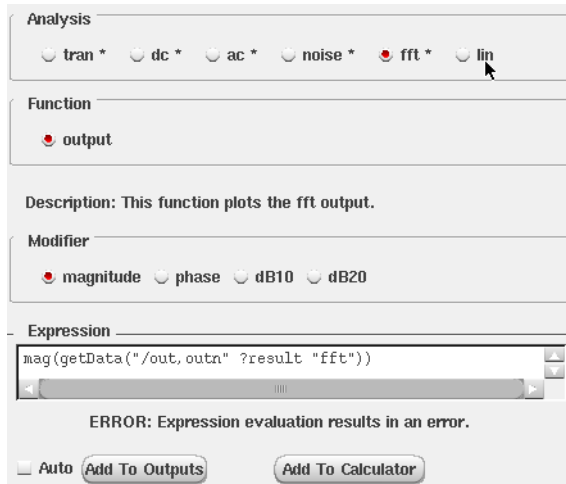 Analysis
tran * dc * ac * noise * fft * lin
Function
output
Description: This function plots the fft output.
Modifier
magnitude phase dB10 dB20
Expression
mag(getData("/out,outn" ?result "fft"))
ERROR: Expression evaluation results in an error.
Auto Add To Outputs Add To Calculator